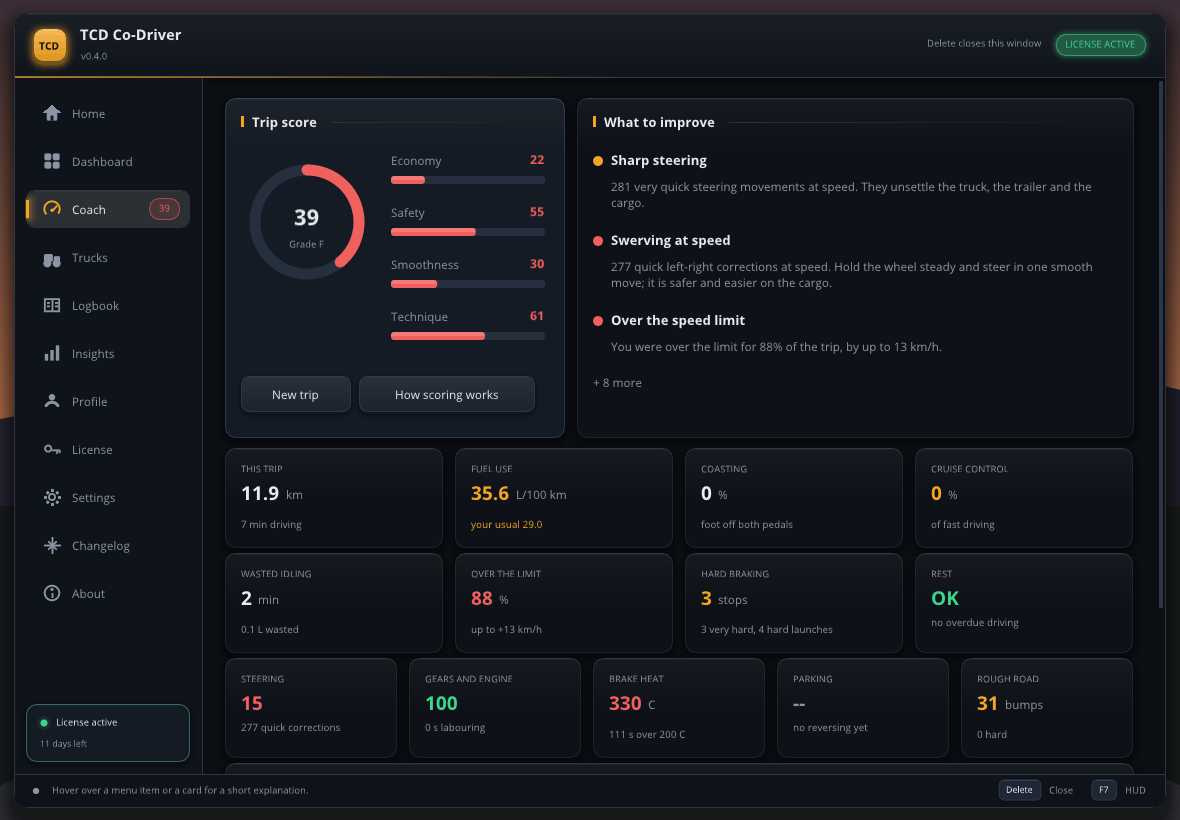 TCD
TCD Co-Driver
v0.4.0
Delete closes this window
LICENSE ACTIVE
Home
Dashboard
Coach
39
Trucks
Logbook
Insights
Profile
License
Settings
Changelog
About
License active
11 days left
Trip score
39
Grade F
Economy 22
Safety 55
Smoothness 30
Technique 61
New trip
How scoring works
What to improve
Sharp steering
281 very quick steering movements at speed. They unsettle the truck, the trailer and the
cargo.
Swerving at speed
277 quick left-right corrections at speed. Hold the wheel steady and steer in one smooth
move; it is safer and easier on the cargo.
Over the speed limit
You were over the limit for 88% of the trip, by up to 13 km/h.
+ 8 more
THIS TRIP
11.9 km
7 min driving
FUEL USE
35.6 L/100 km
your usual 29.0
COASTING
0 %
foot off both pedals
CRUISE CONTROL
0 %
of fast driving
WASTED IDLING
2 min
0.1 L wasted
OVER THE LIMIT
88 %
up to +13 km/h
HARD BRAKING
3 stops
3 very hard, 4 hard launches
REST
OK
no overdue driving
STEERING
15
277 quick corrections
GEARS AND ENGINE
100
0 s labouring
BRAKE HEAT
330 C
111 s over 200 C
PARKING
--
no reversing yet
ROUGH ROAD
31 bumps
0 hard
Hover over a menu item or a card for a short explanation.
Delete Close F7 HUD